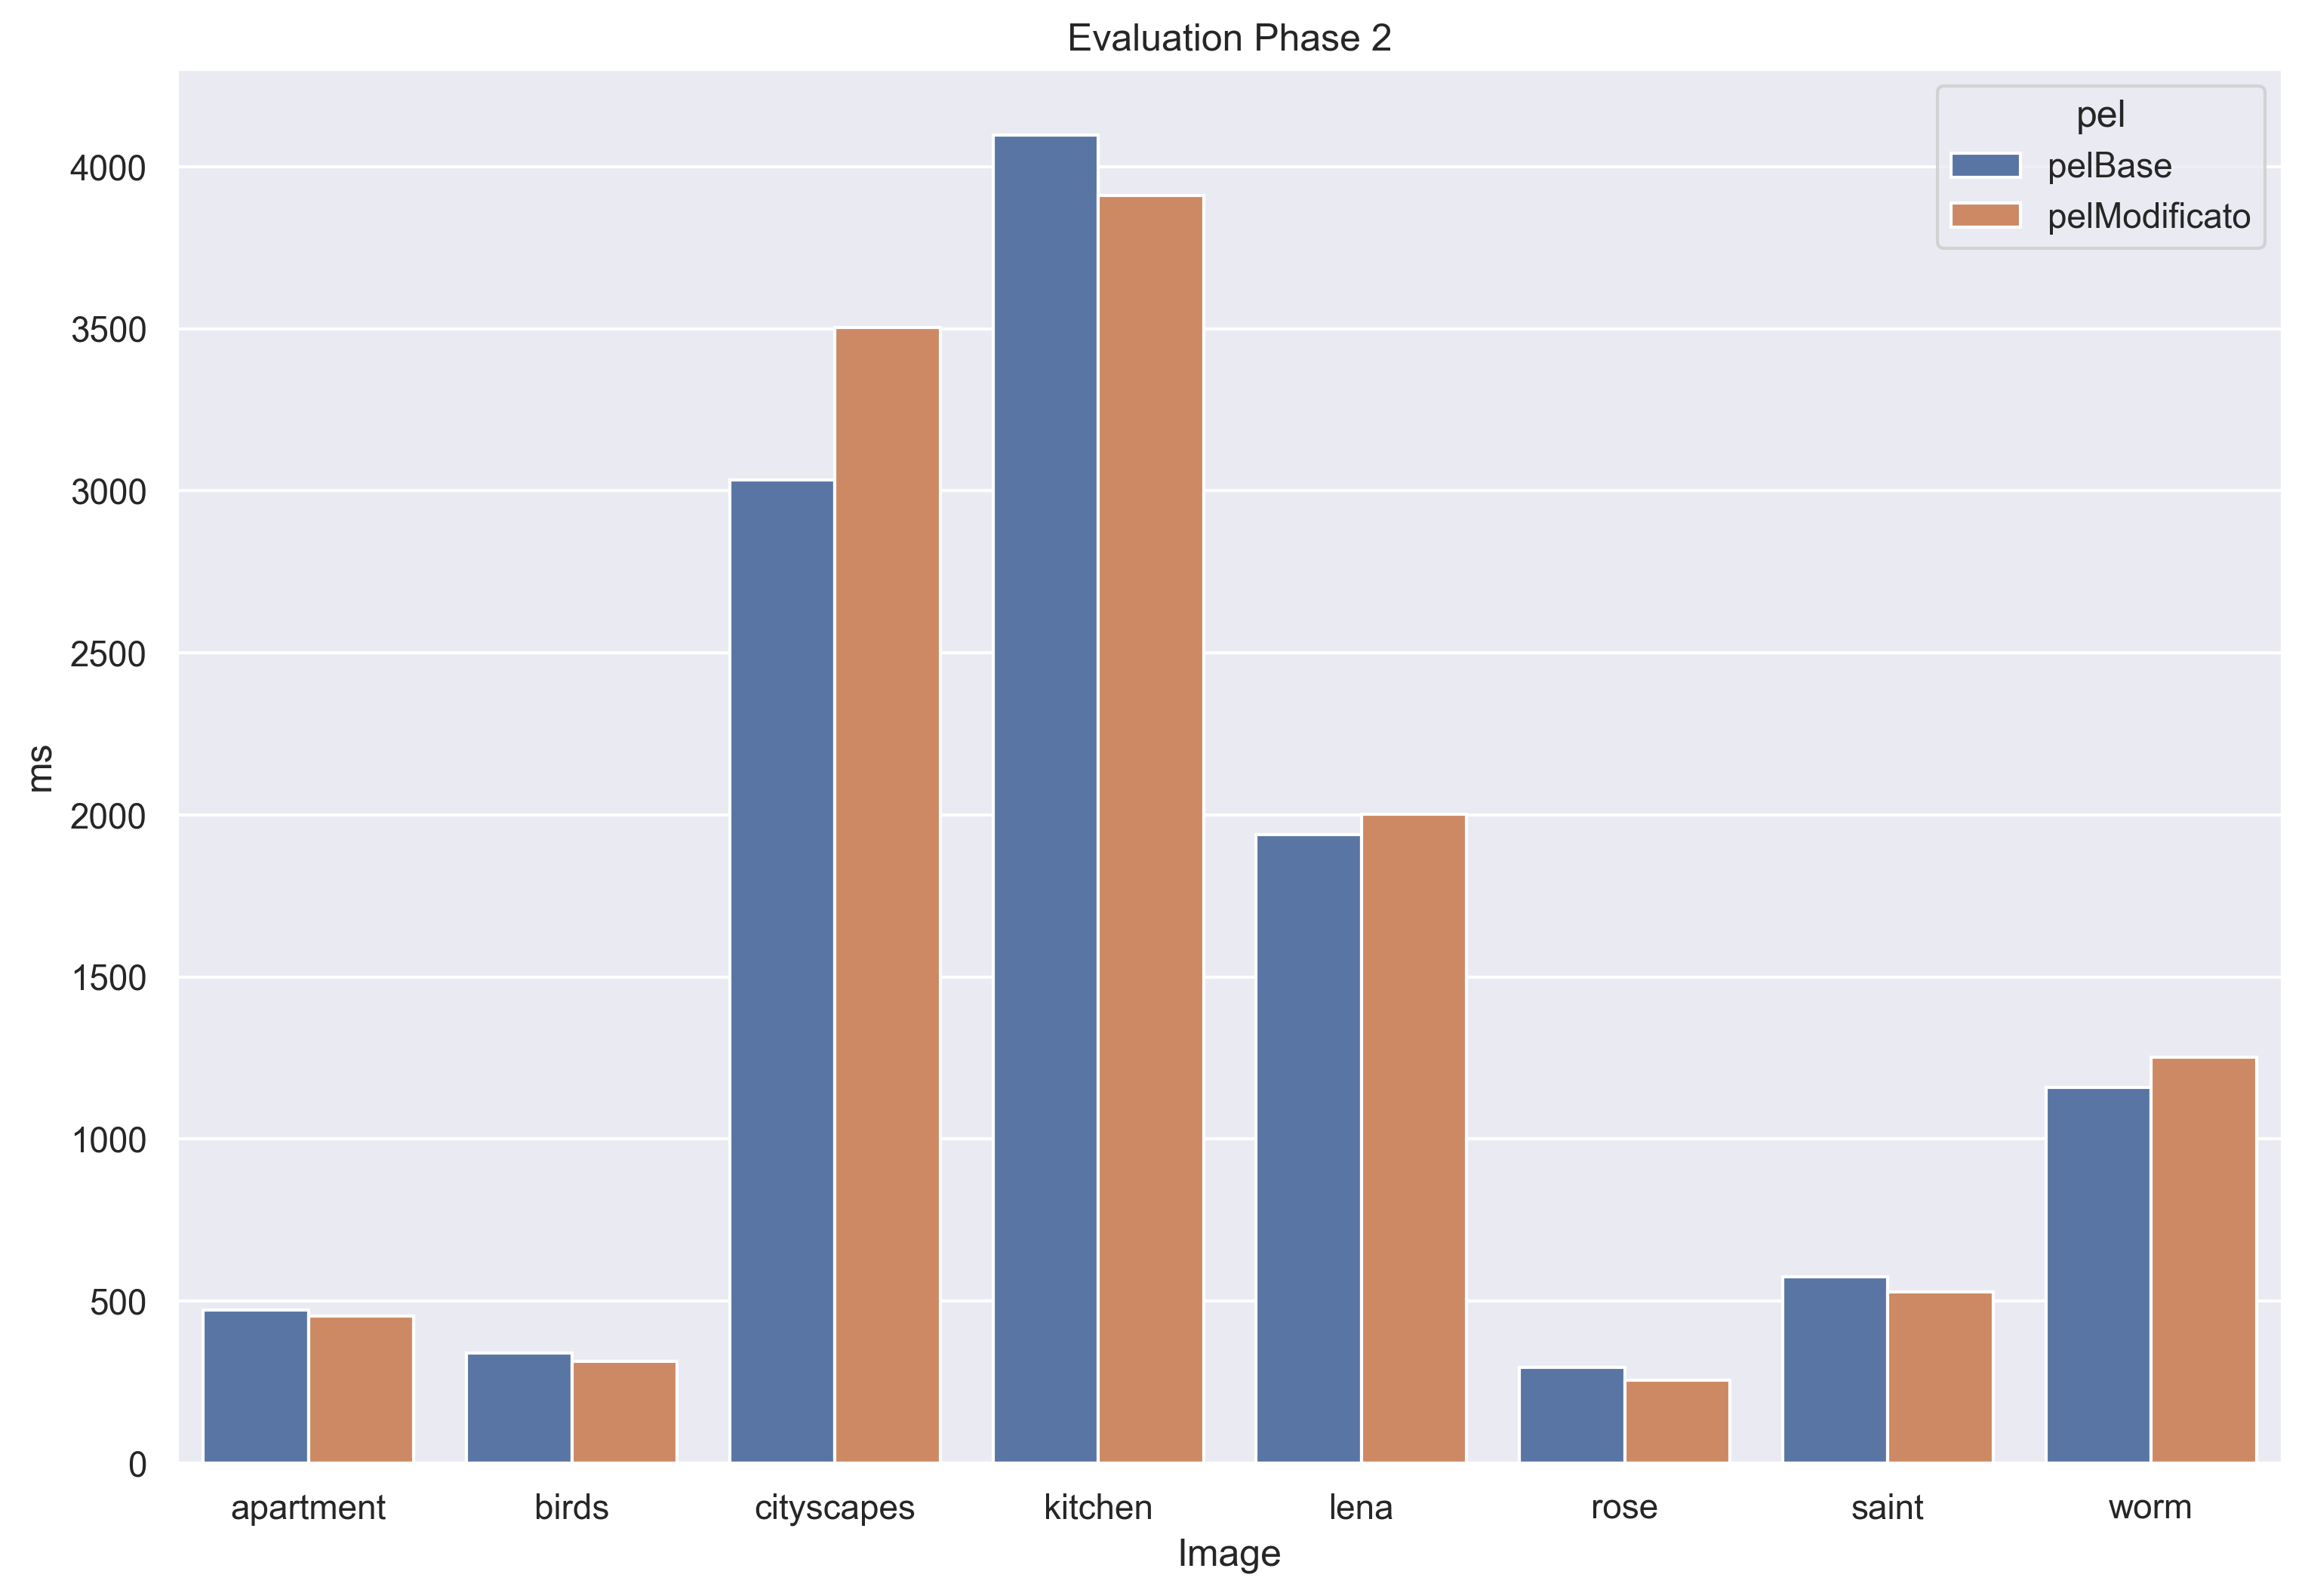 Evaluation Phase 2
pel
pelBase
pelModificato
4000
3500
3000
2500
2000
1500
1000
500
0
ms
apartment birds cityscapes kitchen lena rose saint worm
Image